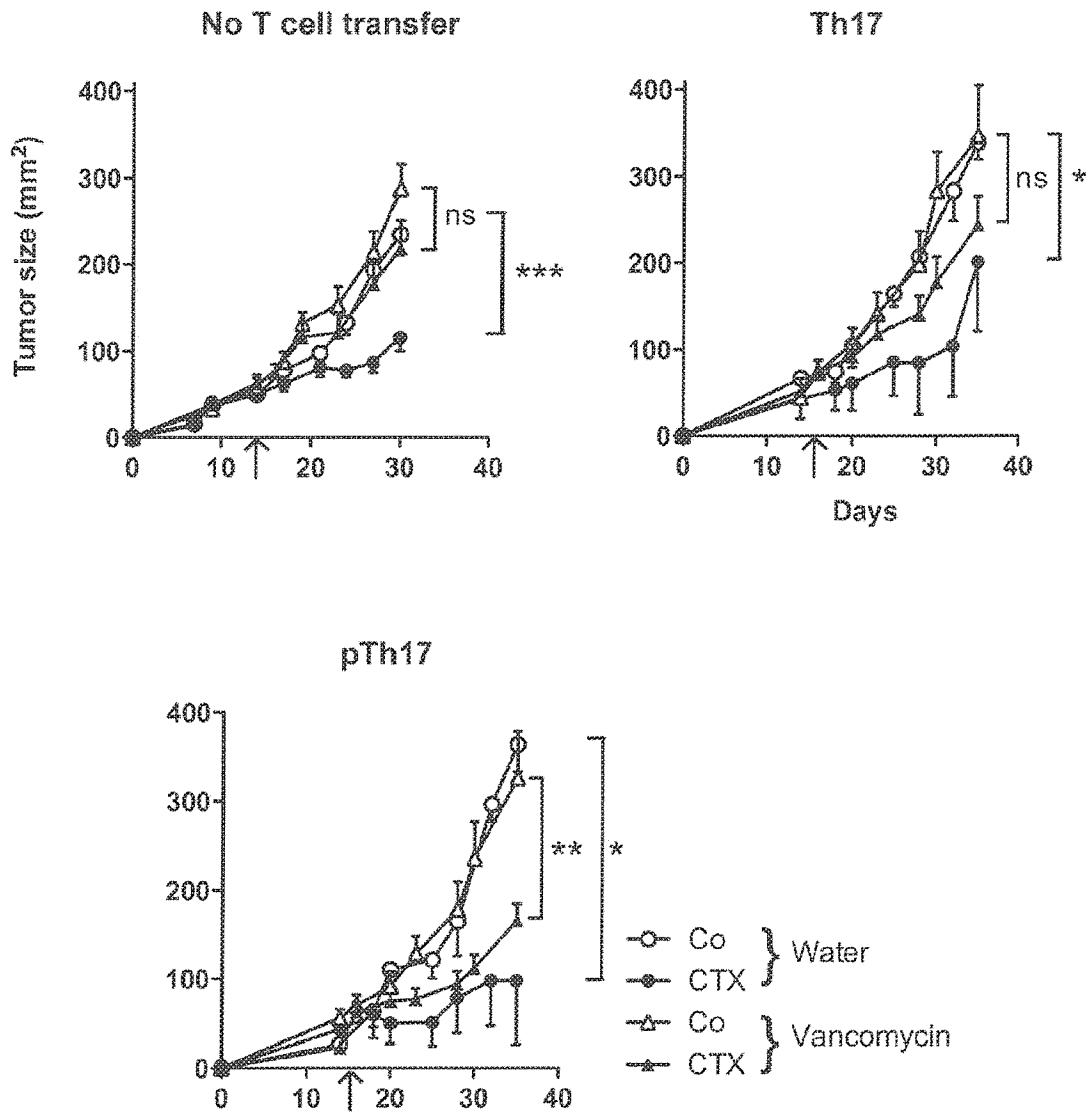 No T cell transfer
Tumor size (mm²)
400
300
200
100
0
0 10 20 30 40
ns
***
Th17
400
300
200
100
0
0 10 20 30 40
Days
ns
*
pTh17
400
300
200
100
0
0 10 20 30 40
**
*
Co
CTX
} Water
Co
CTX
} Vancomycin